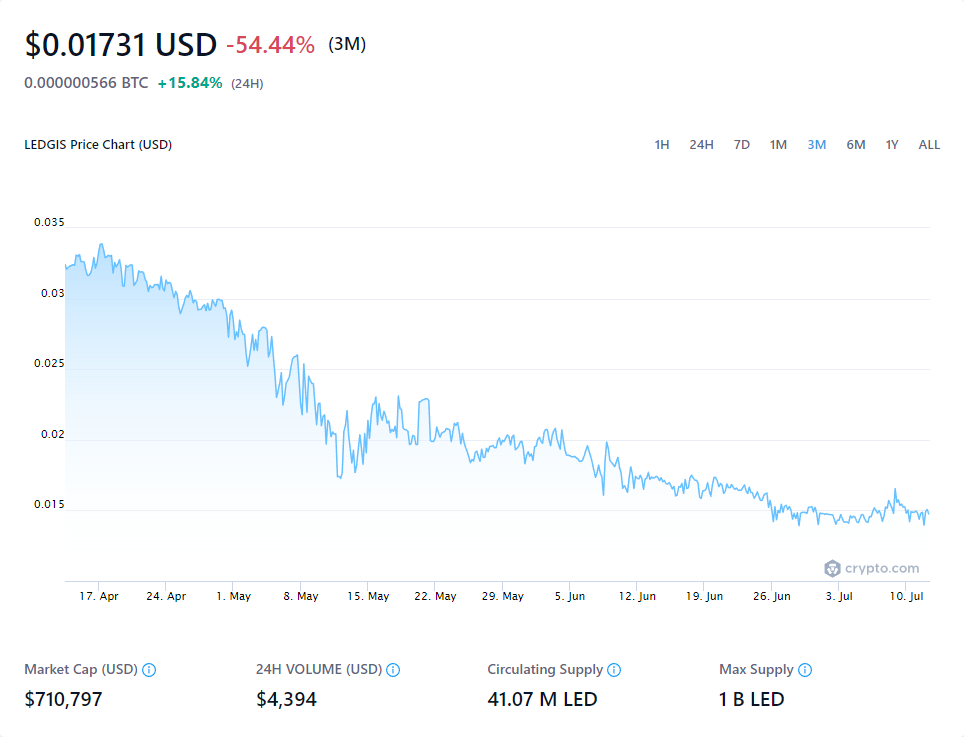 $0.01731 USD -54.44% (3M)
0.000000566 BTC +15.84% (24H)
LEDGIS Price Chart (USD) 1H 24H 7D 1M 3M 6M 1Y ALL
0.035
0.03
0.025
0.02
0.015
crypto.com
17. Apr 24. Apr 1. May 8. May 15. May 22. May 29. May 5. Jun 12. Jun 19. Jun 26. Jun 3. Jul 10. Jul
Market Cap (USD) 24H VOLUME (USD) Circulating Supply Max Supply
$710,797 $4,394 41.07 M LED 1 B LED